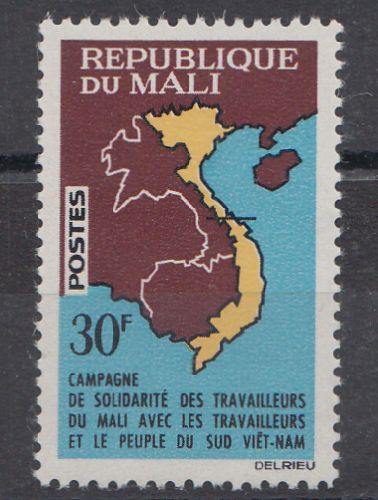 REPUBLIQUE
DU MALI
POSTES
30F
CAMPAGNE
DE SOLIDARITÉ DES TRAVAILLEURS
DU MALI AVEC LES TRAVAILLEURS
ET LE PEUPLE DU SUD VIÊT-NAM
DELRIEU